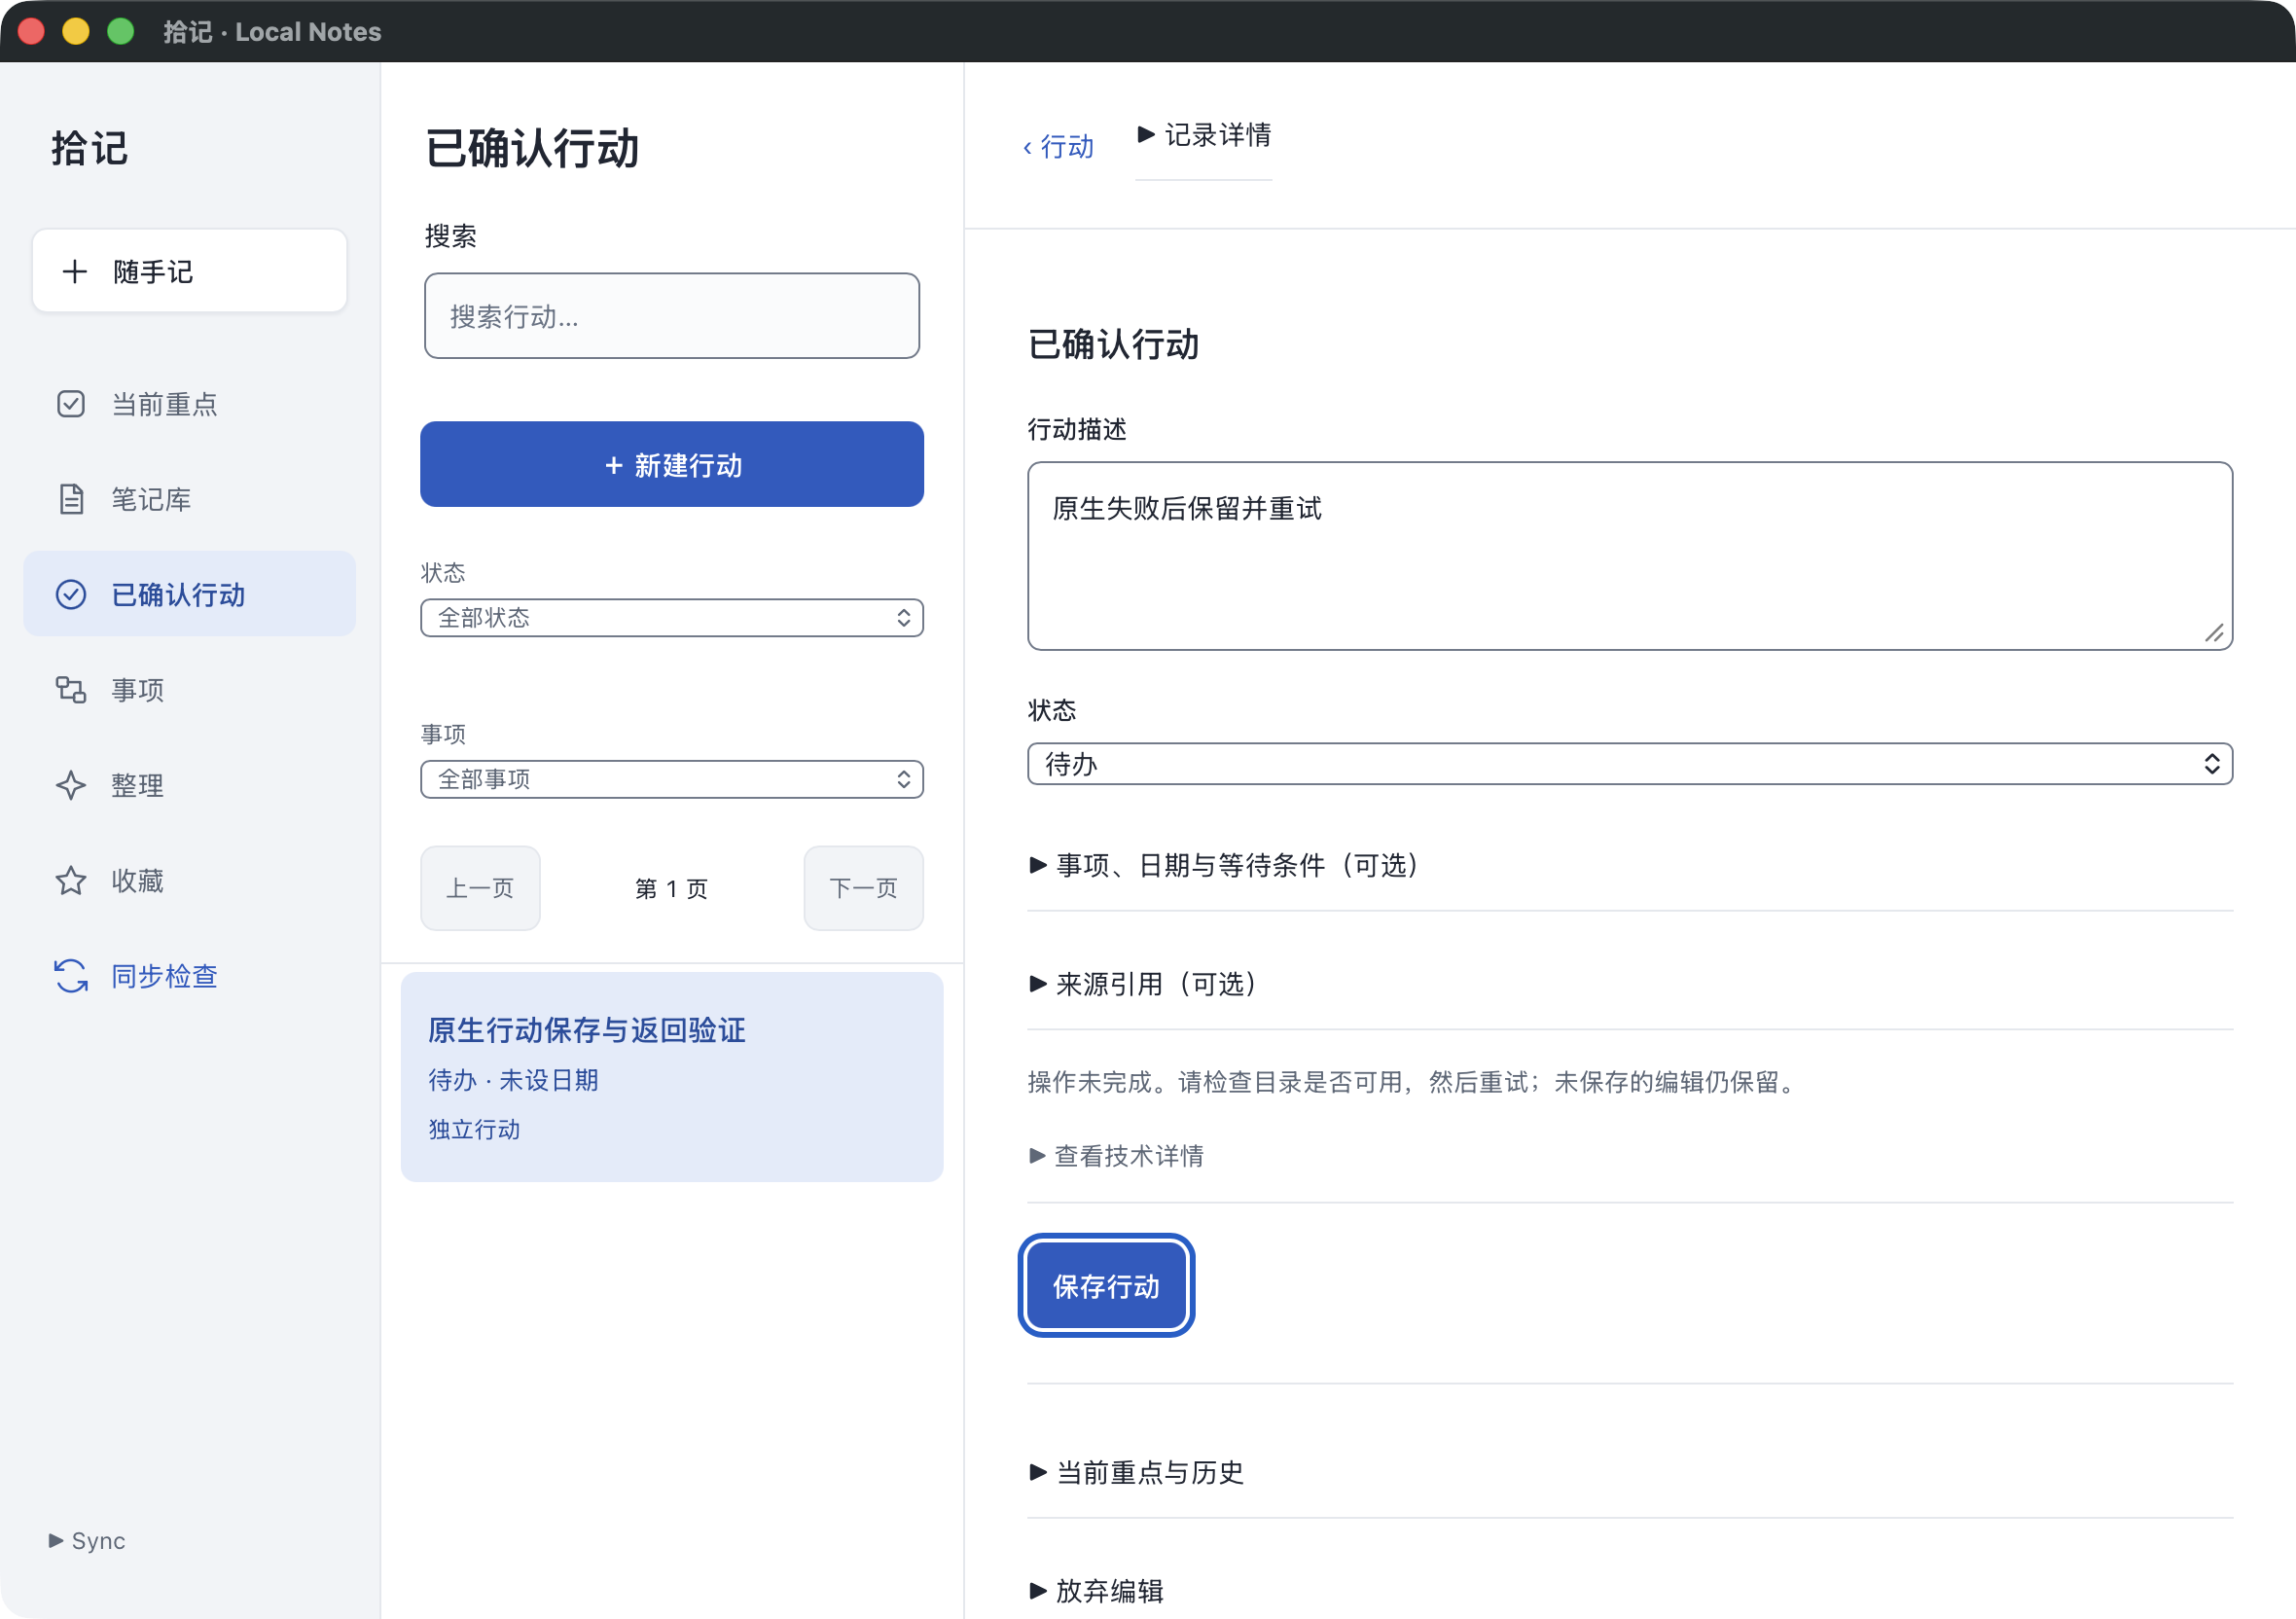 拾记 · Local Notes
拾记
随手记
当前重点
笔记库
已确认行动
事项
整理
收藏
同步检查
Sync
已确认行动
搜索
搜索行动...
+ 新建行动
状态
全部状态
事项
全部事项
上一页
第 1 页
下一页
原生行动保存与返回验证
待办 · 未设日期
独立行动
‹ 行动
▶ 记录详情
已确认行动
行动描述
原生失败后保留并重试
状态
待办
▶ 事项、日期与等待条件（可选）
▶ 来源引用（可选）
操作未完成。请检查目录是否可用，然后重试；未保存的编辑仍保留。
▶ 查看技术详情
保存行动
▶ 当前重点与历史
▶ 放弃编辑